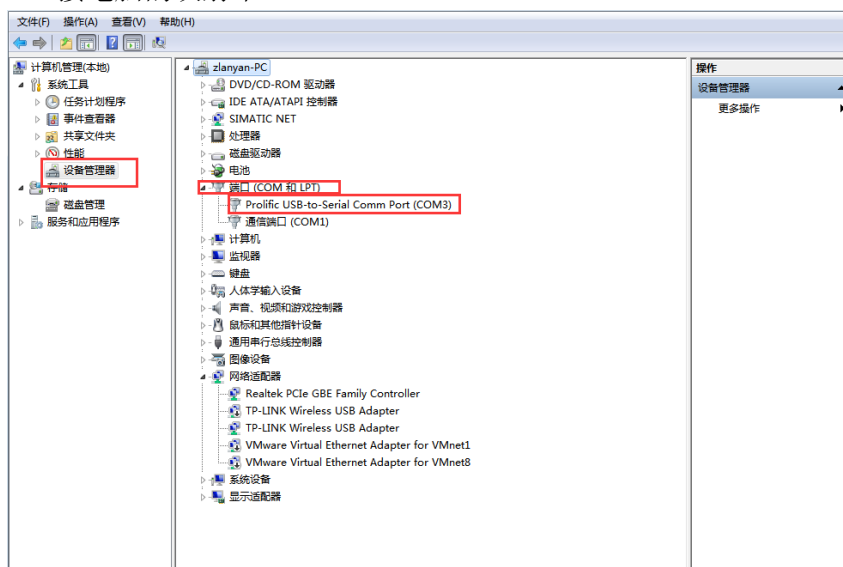 文件(F) 操作(A) 查看(V) 帮助(H)
计算机管理(本地)
系统工具
任务计划程序
事件查看器
共享文件夹
性能
设备管理器
存储
磁盘管理
服务和应用程序
zlanyan-PC
DVD/CD-ROM 驱动器
IDE ATA/ATAPI 控制器
SIMATIC NET
处理器
磁盘驱动器
电池
端口 (COM 和 LPT)
Prolific USB-to-Serial Comm Port (COM3)
通信端口 (COM1)
计算机
监视器
键盘
人体学输入设备
声音、视频和游戏控制器
鼠标和其他指针设备
通用串行总线控制器
图像设备
网络适配器
Realtek PCIe GBE Family Controller
TP-LINK Wireless USB Adapter
TP-LINK Wireless USB Adapter
VMware Virtual Ethernet Adapter for VMnet1
VMware Virtual Ethernet Adapter for VMnet8
系统设备
显示适配器
操作
设备管理器
更多操作